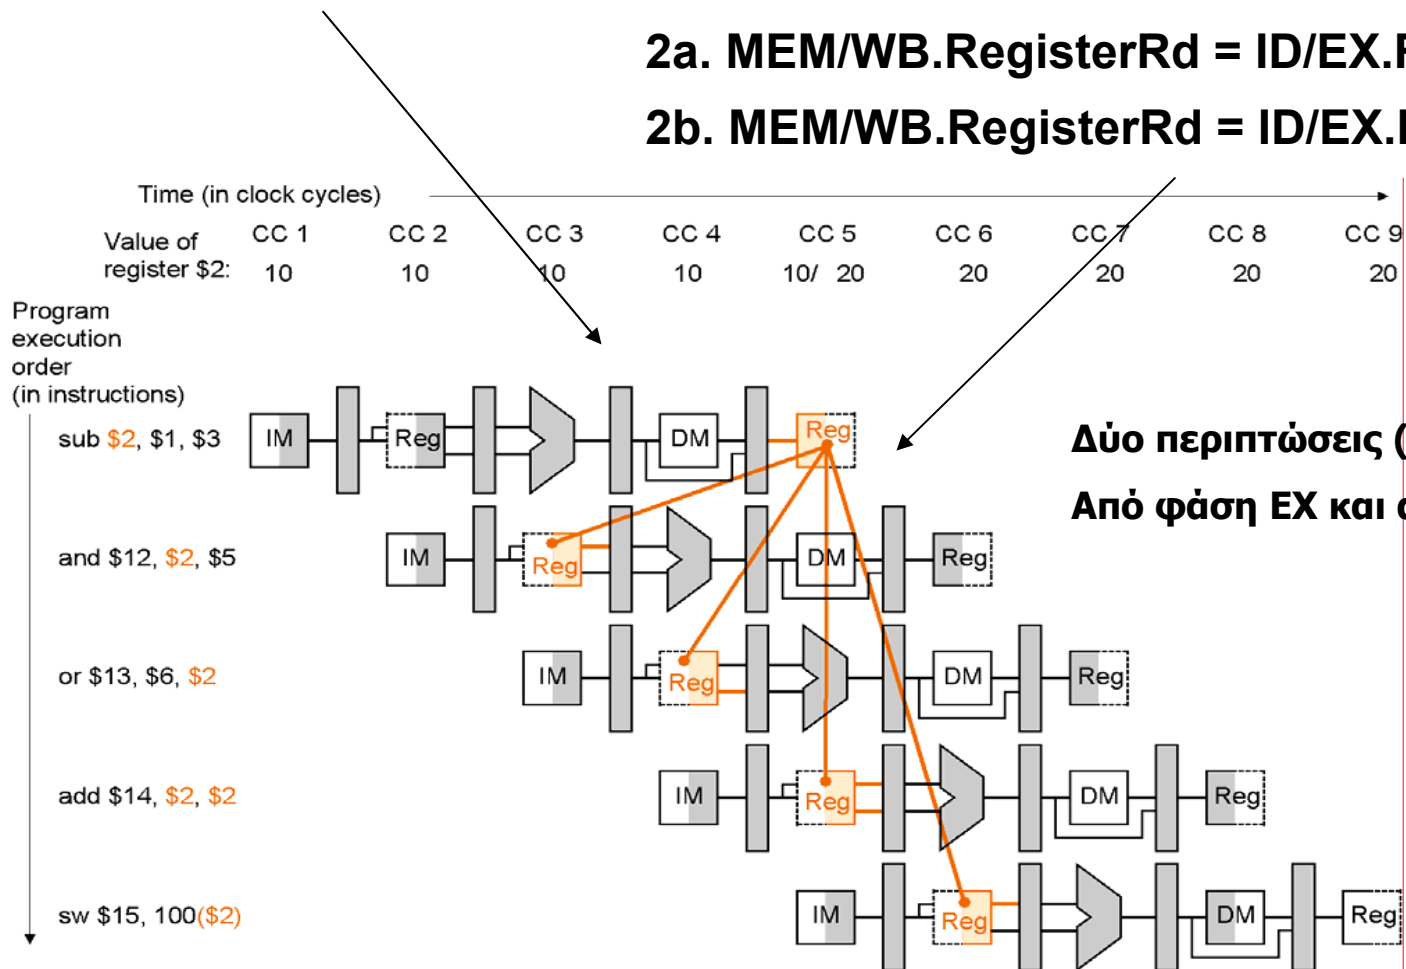 2a. MEM/WB.RegisterRd = ID/EX.
2b. MEM/WB.RegisterRd = ID/EX.
Time (in clock cycles)
Value of register $2:
CC 1 CC 2 CC 3 CC 4 CC 5 CC 6 CC 7 CC 8 CC 9
10 10 10 10 10/ 20 20 20 20 20
Program
execution
order
(in instructions)
sub $2, $1, $3
IM Reg DM Reg
Δύο περιπτώσεις (
Από φάση EX και
and $12, $2, $5
IM Reg DM Reg
or $13, $6, $2
IM Reg DM Reg
add $14, $2, $2
IM Reg DM Reg
sw $15, 100($2)
IM Reg DM Reg